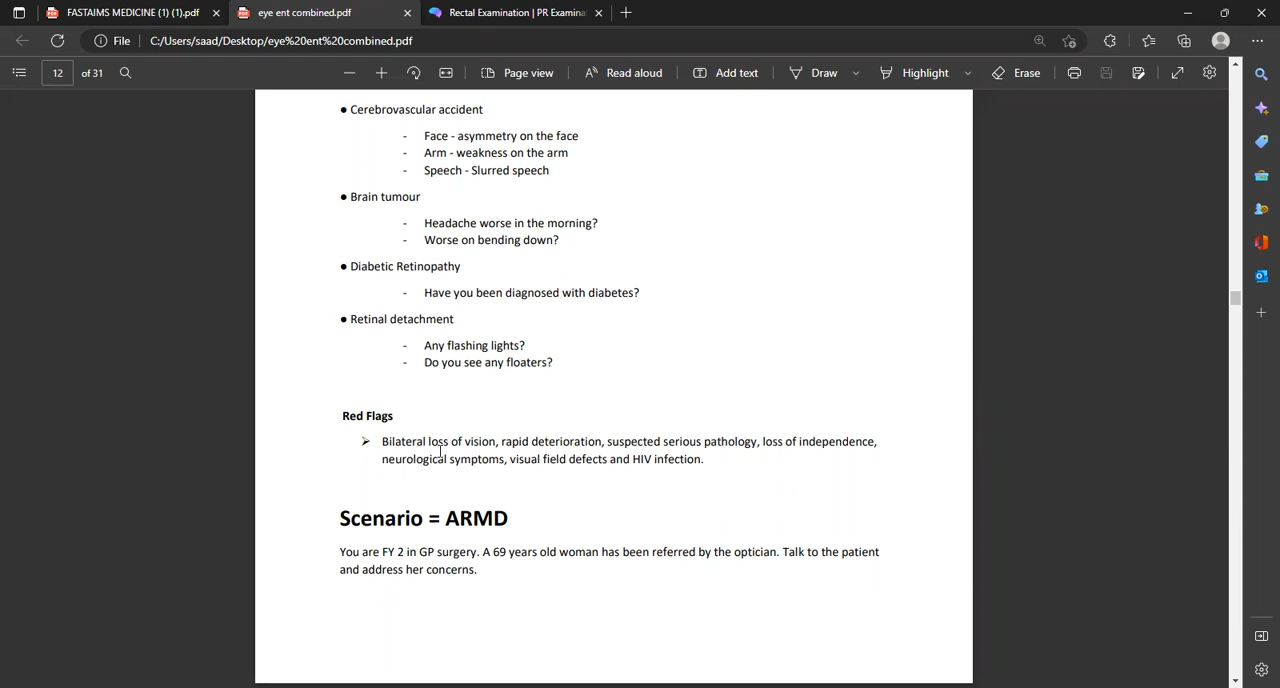 FASTAIMS MEDICINE (1) (1).pdf
eye ent combined.pdf
Rectal Examination | PR Examina
File
C:/Users/saad/Desktop/eye%20ent%20combined.pdf
12 of 31
Page view
Read aloud
Add text
Draw
Highlight
Erase
● Cerebrovascular accident
- Face - asymmetry on the face
- Arm - weakness on the arm
- Speech - Slurred speech
● Brain tumour
- Headache worse in the morning?
- Worse on bending down?
● Diabetic Retinopathy
- Have you been diagnosed with diabetes?
● Retinal detachment
- Any flashing lights?
- Do you see any floaters?
Red Flags
➢ Bilateral loss of vision, rapid deterioration, suspected serious pathology, loss of independence,
neurological symptoms, visual field defects and HIV infection.
Scenario = ARMD
You are FY 2 in GP surgery. A 69 years old woman has been referred by the optician. Talk to the patient
and address her concerns.